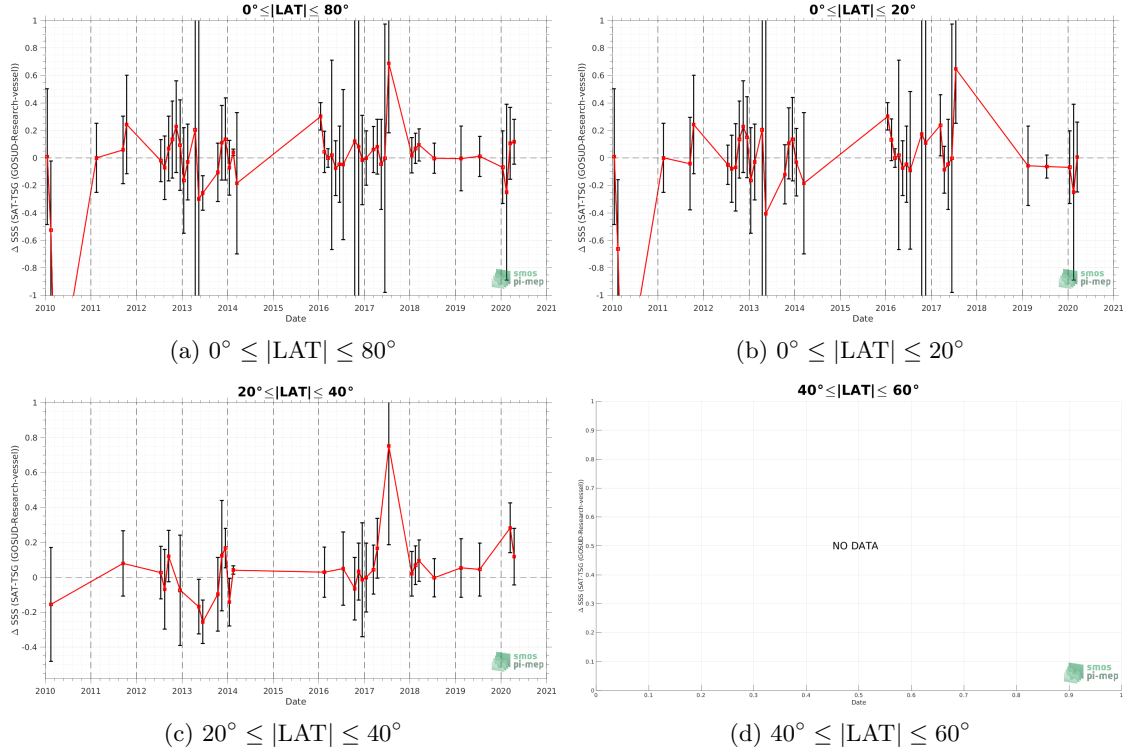 0°≤|LAT|≤ 80°
1
0.8
0.6
0.4
0.2
0
-0.2
-0.4
-0.6
-0.8
-1
Δ SSS (SAT-TSG (GOSUD-Research-vessel))
2010 2011 2012 2013 2014 2015 2016 2017 2018 2019 2020 2021
Date
smos
pi-mep
(a) 0° ≤ |LAT| ≤ 80°
0°≤|LAT|≤ 20°
1
0.8
0.6
0.4
0.2
0
-0.2
-0.4
-0.6
-0.8
-1
Δ SSS (SAT-TSG (GOSUD-Research-vessel))
2010 2011 2012 2013 2014 2015 2016 2017 2018 2019 2020 2021
Date
smos
pi-mep
(b) 0° ≤ |LAT| ≤ 20°
20°≤|LAT|≤ 40°
1
0.8
0.6
0.4
0.2
0
-0.2
-0.4
Δ SSS (SAT-TSG (GOSUD-Research-vessel))
2010 2011 2012 2013 2014 2015 2016 2017 2018 2019 2020 2021
Date
smos
pi-mep
(c) 20° ≤ |LAT| ≤ 40°
40°≤|LAT|≤ 60°
1
0.9
0.8
0.7
0.6
0.5
0.4
0.3
0.2
0.1
0
Δ SSS (SAT-TSG (GOSUD-Research-vessel))
NO DATA
0 0.1 0.2 0.3 0.4 0.5 0.6 0.7 0.8 0.9 1
Date
smos
pi-mep
(d) 40° ≤ |LAT| ≤ 60°